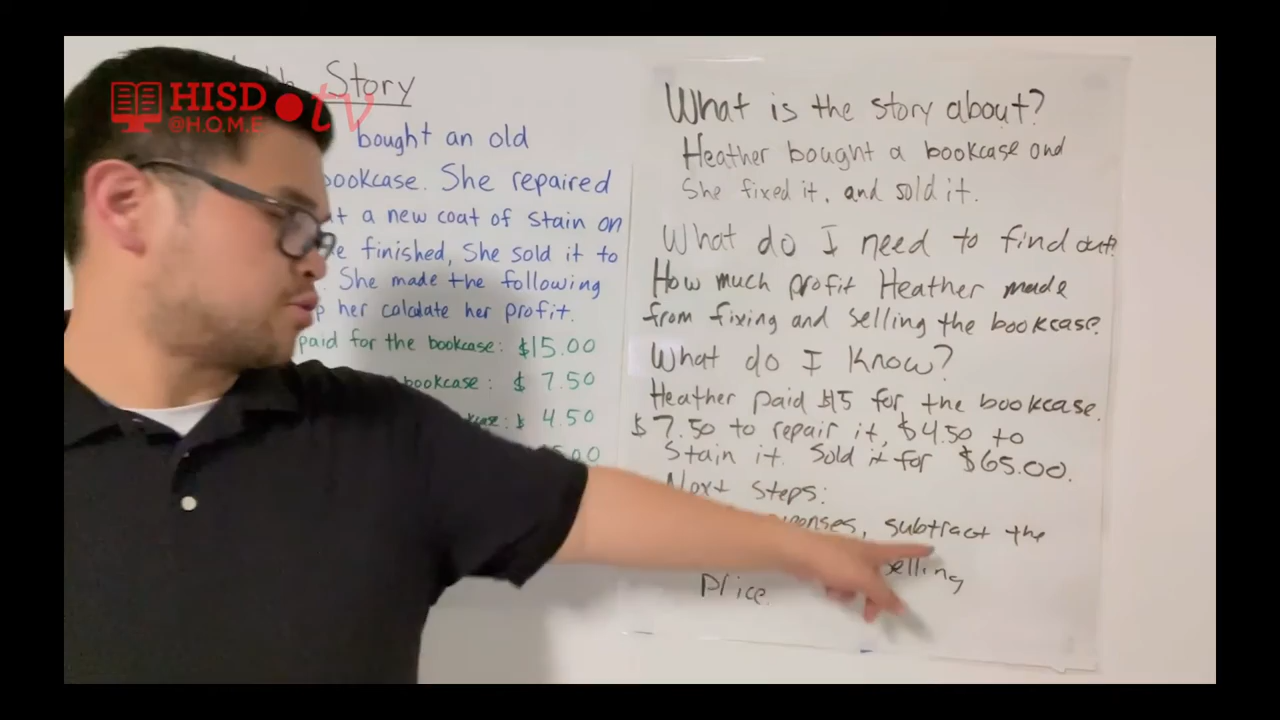 Story
bought an old
bookcase. She repaired
a new coat of stain on
finished, She sold it to
She made the following
her calculate her profit.
paid for the bookcase: $15.00
bookcase: $ 7.50
$ 4.50
HISD
@H.O.M.E
tv
What is the story about?
Heather bought a bookcase and
She fixed it, and sold it.
What do I need to find out?
How much profit Heather made
from fixing and selling the bookcase?
What do I know?
Heather paid $15 for the bookcase.
$7.50 to repair it, $4.50 to
Stain it. Sold it for $65.00.
Next steps:
subtract the
selling
Price.